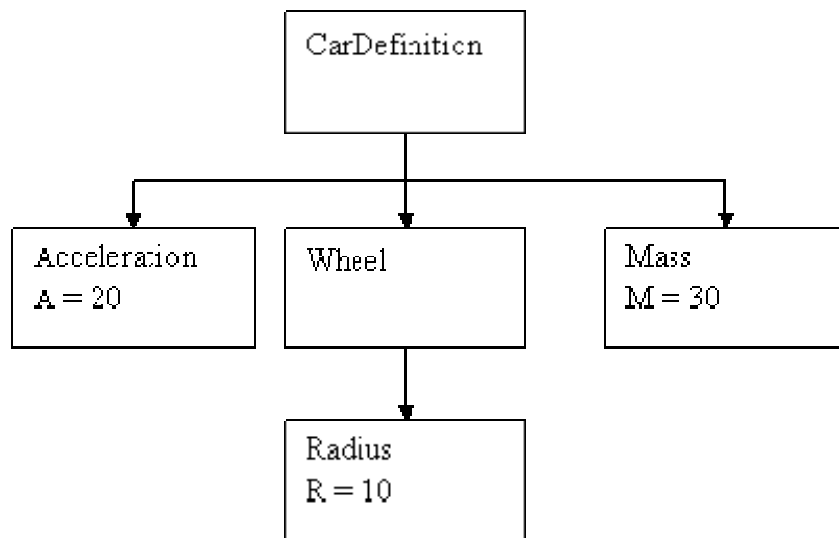 CarDefinition
Acceleration
A = 20
Wheel
Mass
M = 30
Radius
R = 10